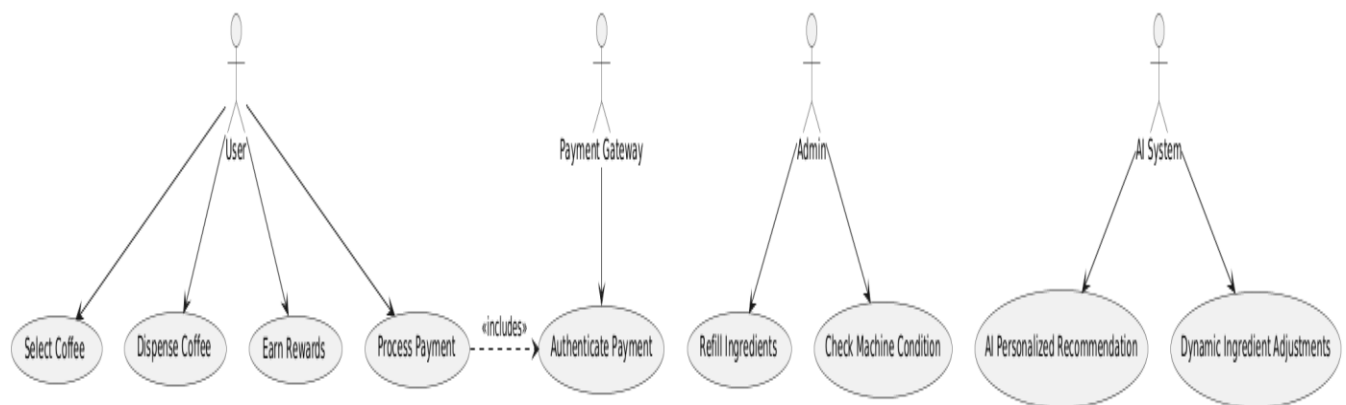 User
Payment Gateway
Admin
AI System
«includes»
Select Coffee
Dispense Coffee
Earn Rewards
Process Payment
Authenticate Payment
Refill Ingredients
Check Machine Condition
AI Personalized Recommendation
Dynamic Ingredient Adjustments